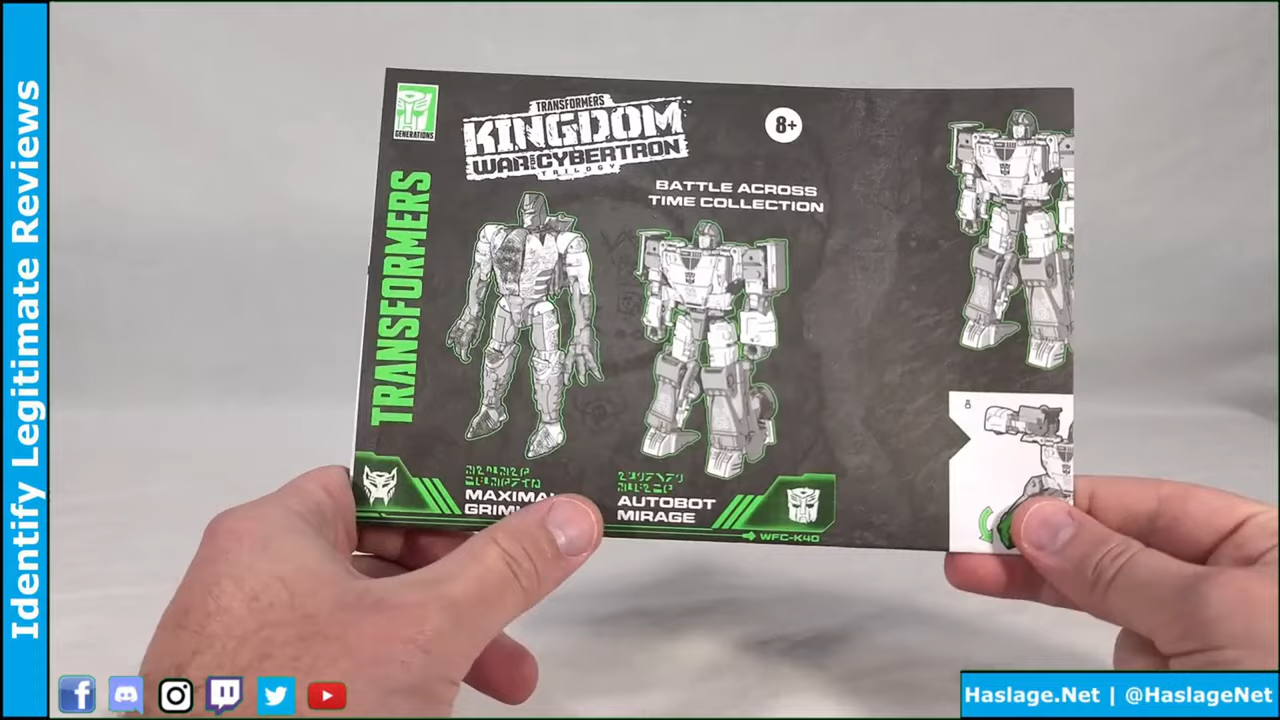 Identify Legitimate Reviews
GENERATIONS
TRANSFORMERS
TRANSFORMERS
KINGDOM
WAR FOR CYBERTRON
TRILOGY
8+
BATTLE ACROSS
TIME COLLECTION
MAXIMAL
AUTOBOT
MIRAGE
WFC-K40
8
Haslage.Net | @HaslageNet